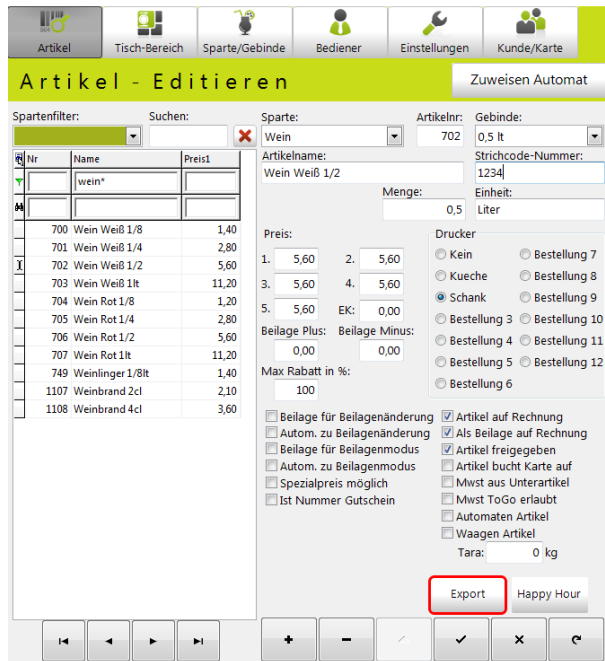 Artikel Tisch-Bereich Sparte/Gebinde Bediener Einstellungen Kunde/Karte
Artikel - Editieren
Zuweisen Automat
Spartenfilter: Suchen:
Nr Name Preis1
wein*
700 Wein Weiß 1/8 1,40
701 Wein Weiß 1/4 2,80
702 Wein Weiß 1/2 5,60
703 Wein Weiß 1lt 11,20
704 Wein Rot 1/8 1,20
705 Wein Rot 1/4 2,80
706 Wein Rot 1/2 5,60
707 Wein Rot 1lt 11,20
749 Weinlinger 1/8lt 1,40
1107 Weinbrand 2cl 2,10
1108 Weinbrand 4cl 3,60
Sparte: Artikelnr: Gebinde:
Wein 702 0,5 lt
Artikelname: Strichcode-Nummer:
Wein Weiß 1/2 1234
Menge: Einheit:
0,5 Liter
Preis:
1. 5,60 2. 5,60
3. 5,60 4. 5,60
5. 5,60 EK: 0,00
Beilage Plus: Beilage Minus:
0,00 0,00
Max Rabatt in %:
100
Drucker
Kein Bestellung 7
Kueche Bestellung 8
Schank Bestellung 9
Bestellung 3 Bestellung 10
Bestellung 4 Bestellung 11
Bestellung 5 Bestellung 12
Bestellung 6
Beilage für Beilagenänderung Artikel auf Rechnung
Autom. zu Beilagenänderung Als Beilage auf Rechnung
Beilage für Beilagenmodus Artikel freigegeben
Autom. zu Beilagenmodus Artikel bucht Karte auf
Spezialpreis möglich Mwst aus Unterartikel
Ist Nummer Gutschein Mwst ToGo erlaubt
Automaten Artikel
Waagen Artikel
Tara: 0 kg
Export Happy Hour